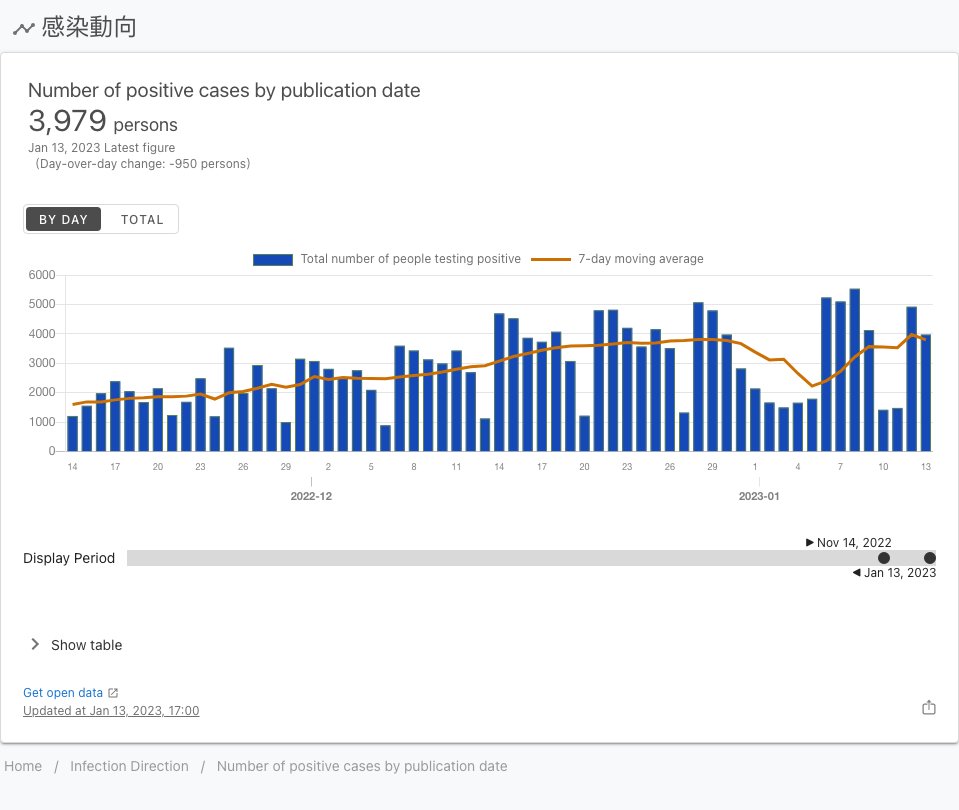 感染動向
Number of positive cases by publication date
3,979 persons
Jan 13, 2023 Latest figure
(Day-over-day change: -950 persons)
BY DAY TOTAL
Total number of people testing positive 7-day moving average
6000
5000
4000
3000
2000
1000
0
14 17 20 23 26 29 2 5 8 11 14 17 20 23 26 29 1 4 7 10 13
2022-12 2023-01
Nov 14, 2022
Display Period
Jan 13, 2023
Show table
Get open data
Updated at Jan 13, 2023, 17:00
Home / Infection Direction / Number of positive cases by publication date